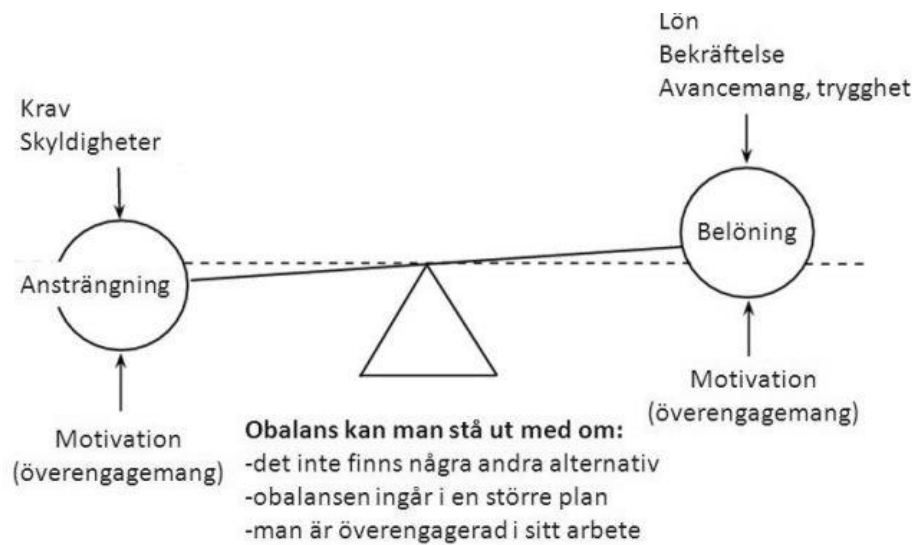 Lön
Bekräftelse
Avancemang, trygghet
Krav
Skyldigheter
Belöning
Ansträngning
Motivation
(överengagemang)
Motivation
(överengagemang)
Obalans kan man stå ut med om:
-det inte finns några andra alternativ
-obalansen ingår i en större plan
-man är överengagerad i sitt arbete